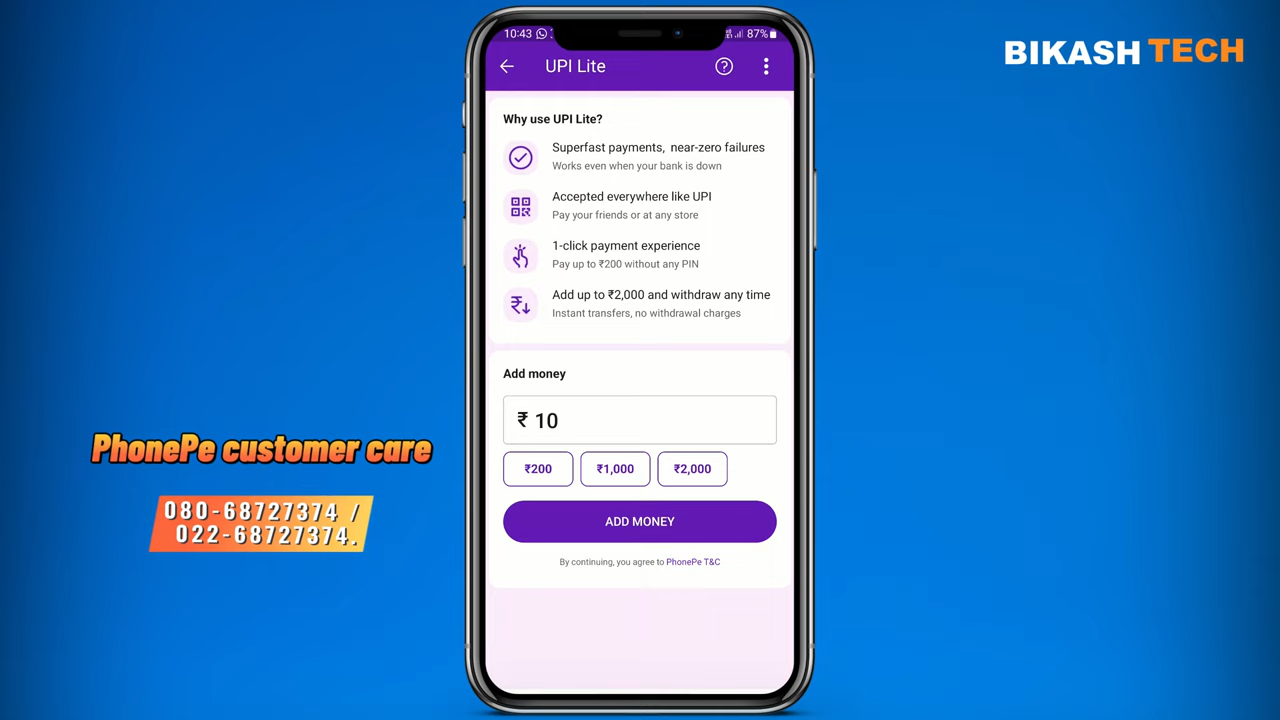 BIKASH TECH
10:43
87%
UPI Lite
Why use UPI Lite?
Superfast payments, near-zero failures
Works even when your bank is down
Accepted everywhere like UPI
Pay your friends or at any store
1-click payment experience
Pay up to ₹200 without any PIN
Add up to ₹2,000 and withdraw any time
Instant transfers, no withdrawal charges
Add money
₹ 10
₹200
₹1,000
₹2,000
ADD MONEY
By continuing, you agree to PhonePe T&C
PhonePe customer care
080-68727374 /
022-68727374.